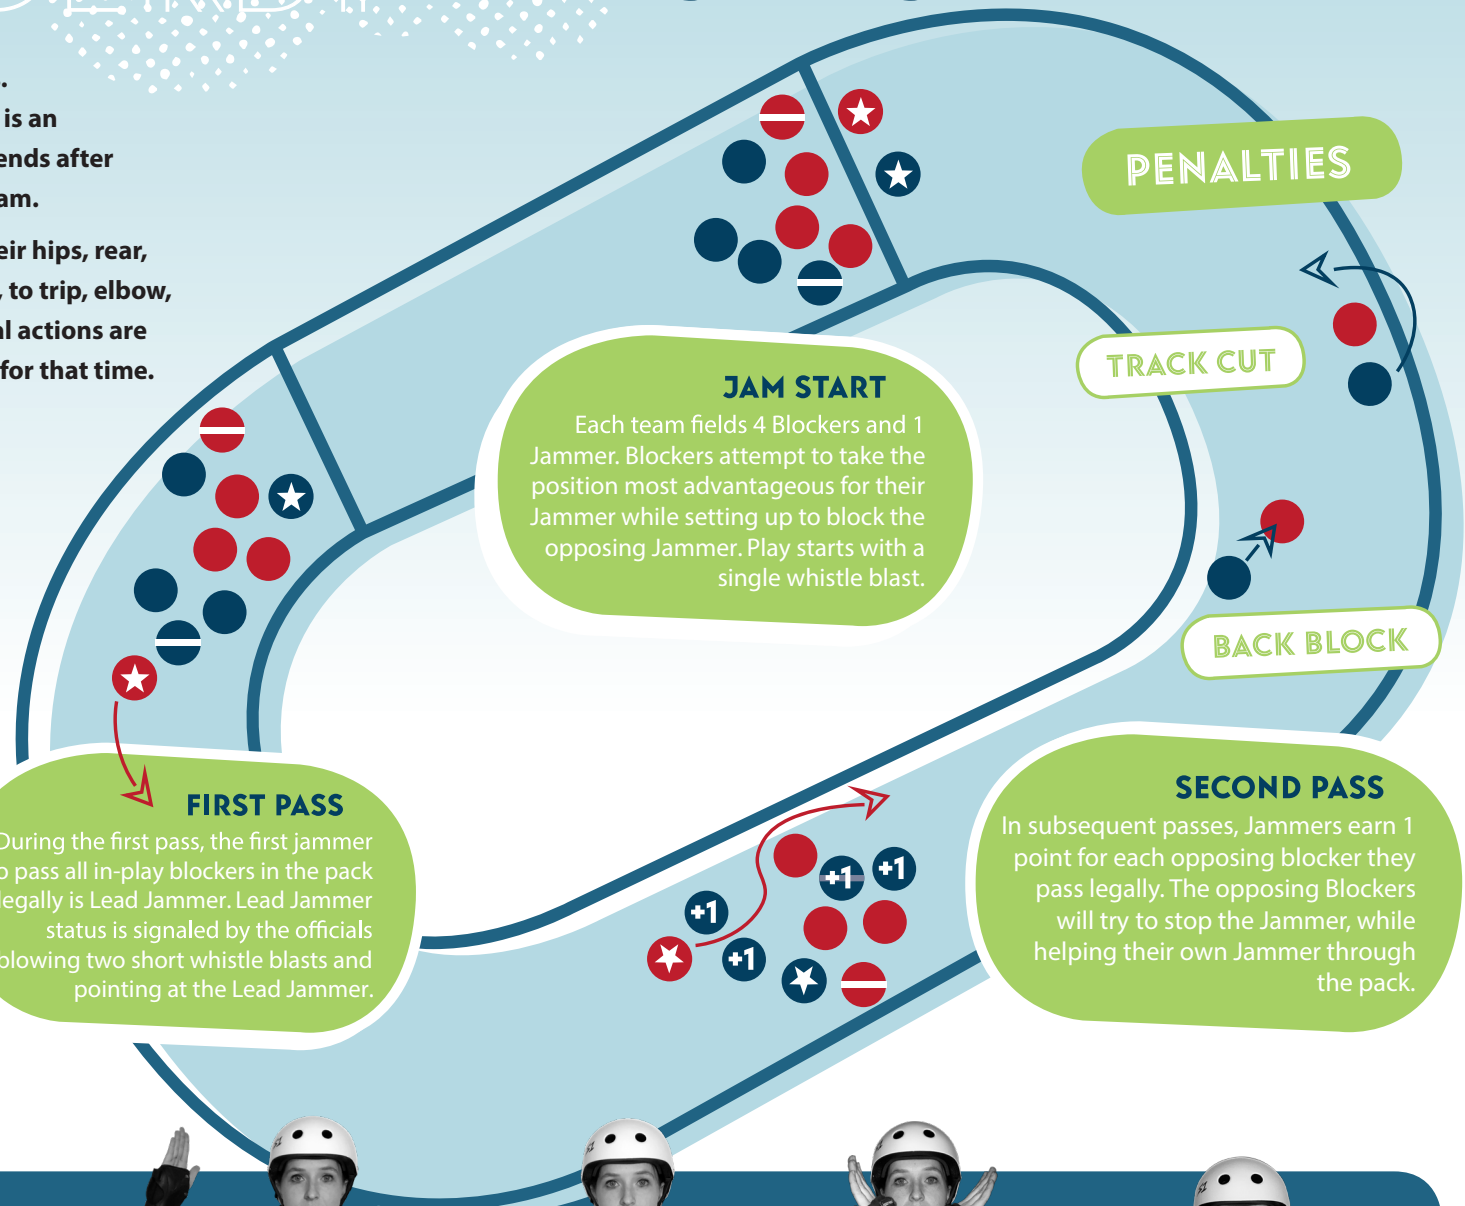 is an
ends after
am.
eir hips, rear,
, to trip, elbow,
al actions are
for that time.
PENALTIES
TRACK CUT
JAM START
Each team fields 4 Blockers and 1
Jammer. Blockers attempt to take the
position most advantageous for their
Jammer while setting up to block the
opposing Jammer. Play starts with a
single whistle blast.
BACK BLOCK
FIRST PASS
During the first pass, the first jammer
o pass all in-play blockers in the pack
legally is Lead Jammer. Lead Jammer
status is signaled by the officials
blowing two short whistle blasts and
pointing at the Lead Jammer.
+1
+1
+1
+1
SECOND PASS
In subsequent passes, Jammers earn 1
point for each opposing blocker they
pass legally. The opposing Blockers
will try to stop the Jammer, while
helping their own Jammer through
the pack.